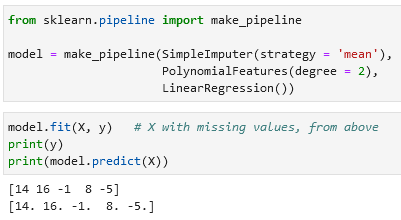 from sklearn.pipeline import make_pipeline
model = make_pipeline(SimpleImputer(strategy = 'mean'),
                      PolynomialFeatures(degree = 2),
                      LinearRegression())
model.fit(X, y)   # X with missing values, from above
print(y)
print(model.predict(X))
[14 16 -1  8 -5]
[14. 16. -1.  8. -5.]